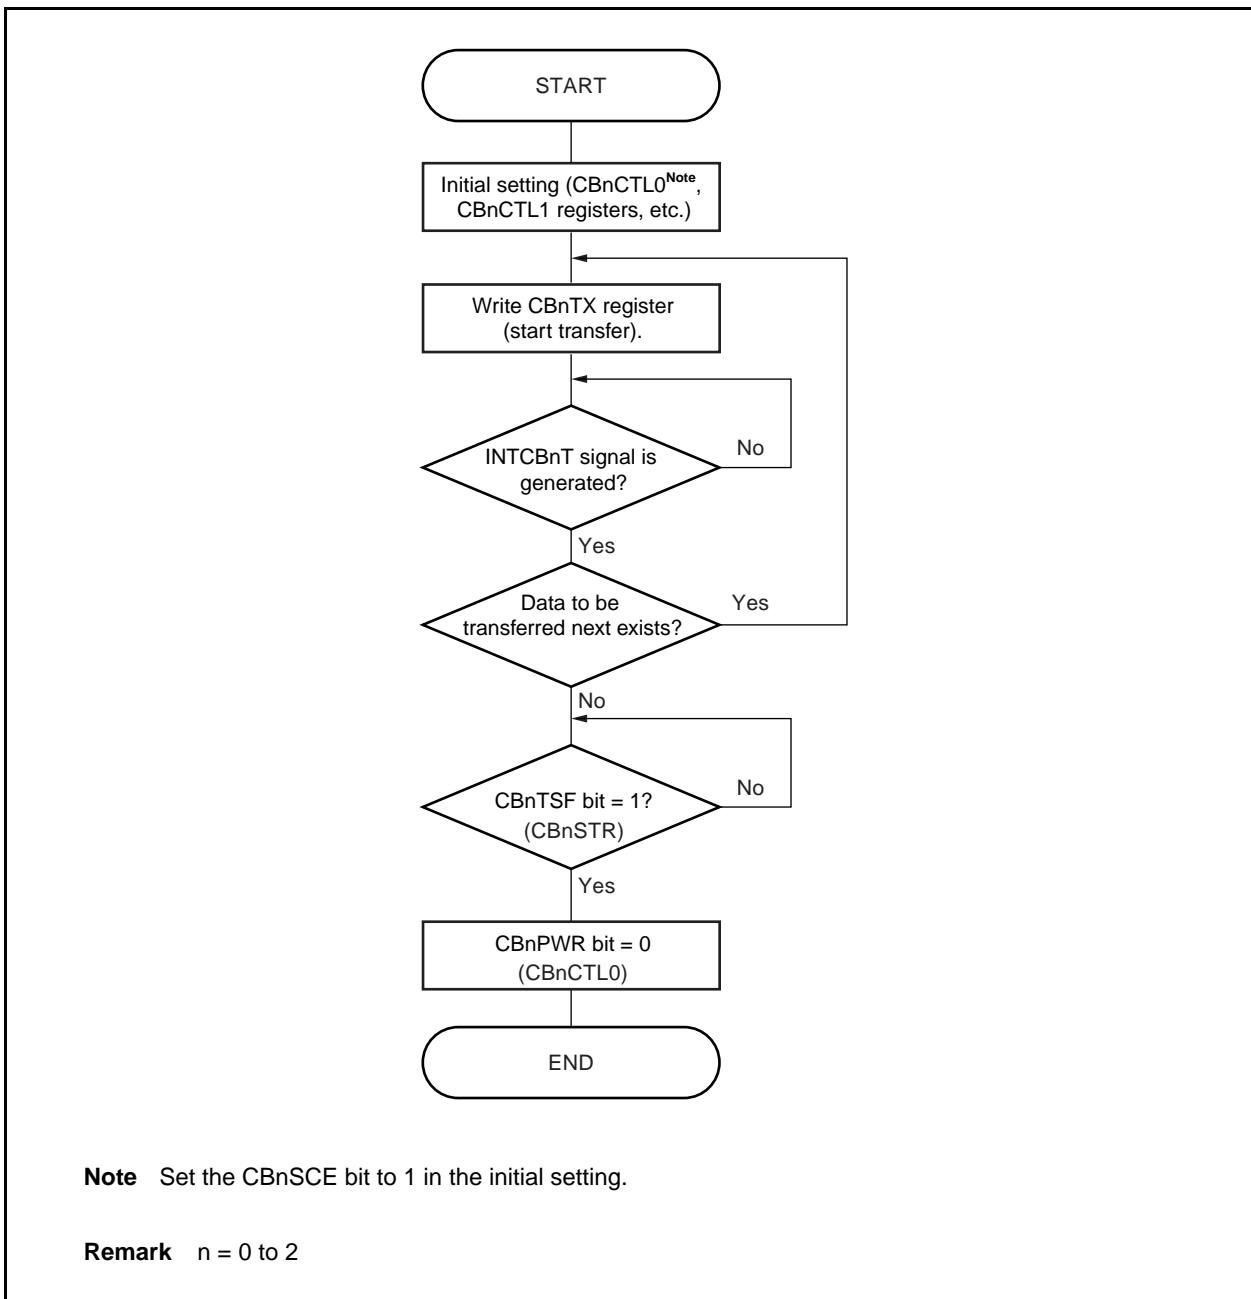 START
Initial setting (CBnCTL0Note,
CBnCTL1 registers, etc.)
Write CBnTX register
(start transfer).
INTCBnT signal is
generated?
No
Yes
Data to be
transferred next exists?
Yes
No
CBnTSF bit = 1?
(CBnSTR)
No
Yes
CBnPWR bit = 0
(CBnCTL0)
END
Note Set the CBnSCE bit to 1 in the initial setting.
Remark n = 0 to 2